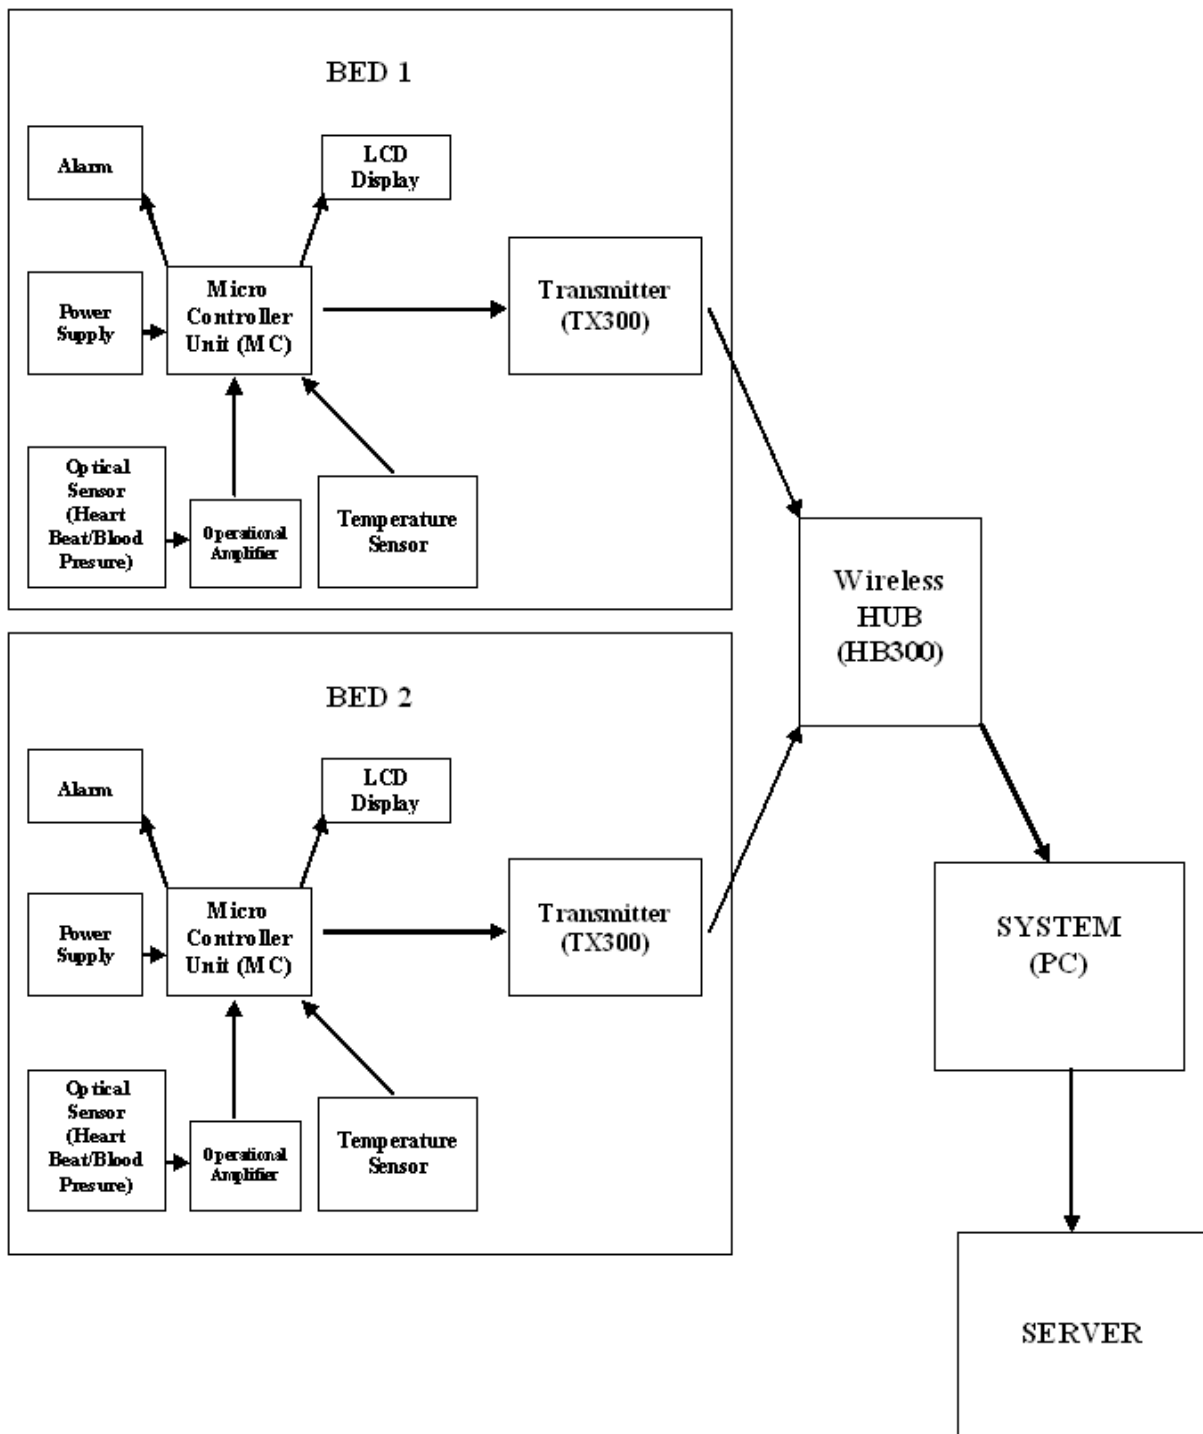 BED 1
Alarm
LCD
Display
Power
Supply
Micro
Controller
Unit (MC)
Transmitter
(TX300)
Optical
Sensor
(Heart
Beat/Blood
Presure)
Operational
Amplifier
Temperature
Sensor
Wireless
HUB
(HB300)
BED 2
Alarm
LCD
Display
Power
Supply
Micro
Controller
Unit (MC)
Transmitter
(TX300)
Optical
Sensor
(Heart
Beat/Blood
Presure)
Operational
Amplifier
Temperature
Sensor
SYSTEM
(PC)
SERVER